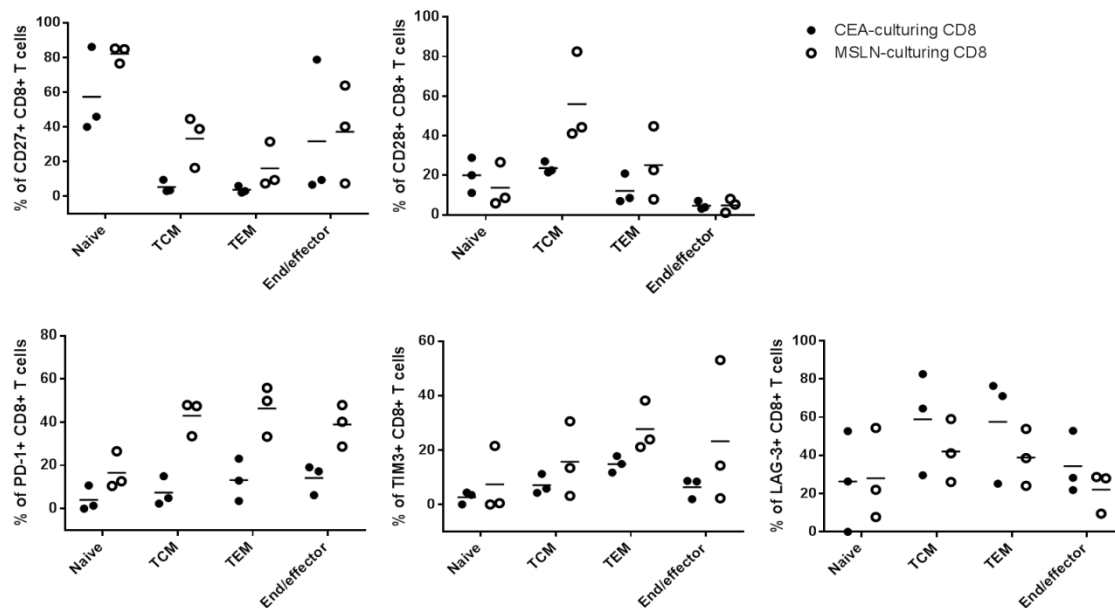 CEA-culturing CD8
MSLN-culturing CD8
% of CD27+ CD8+ T cells
100
80
60
40
20
0
Naive
TCM
TEM
End/effector
% of CD28+ CD8+ T cells
100
80
60
40
20
0
Naive
TCM
TEM
End/effector
% of PD-1+ CD8+ T cells
80
60
40
20
0
Naive
TCM
TEM
End/effector
% of TIM3+ CD8+ T cells
60
40
20
0
Naive
TCM
TEM
End/effector
% of LAG-3+ CD8+ T cells
100
80
60
40
20
0
Naive
TCM
TEM
End/effector